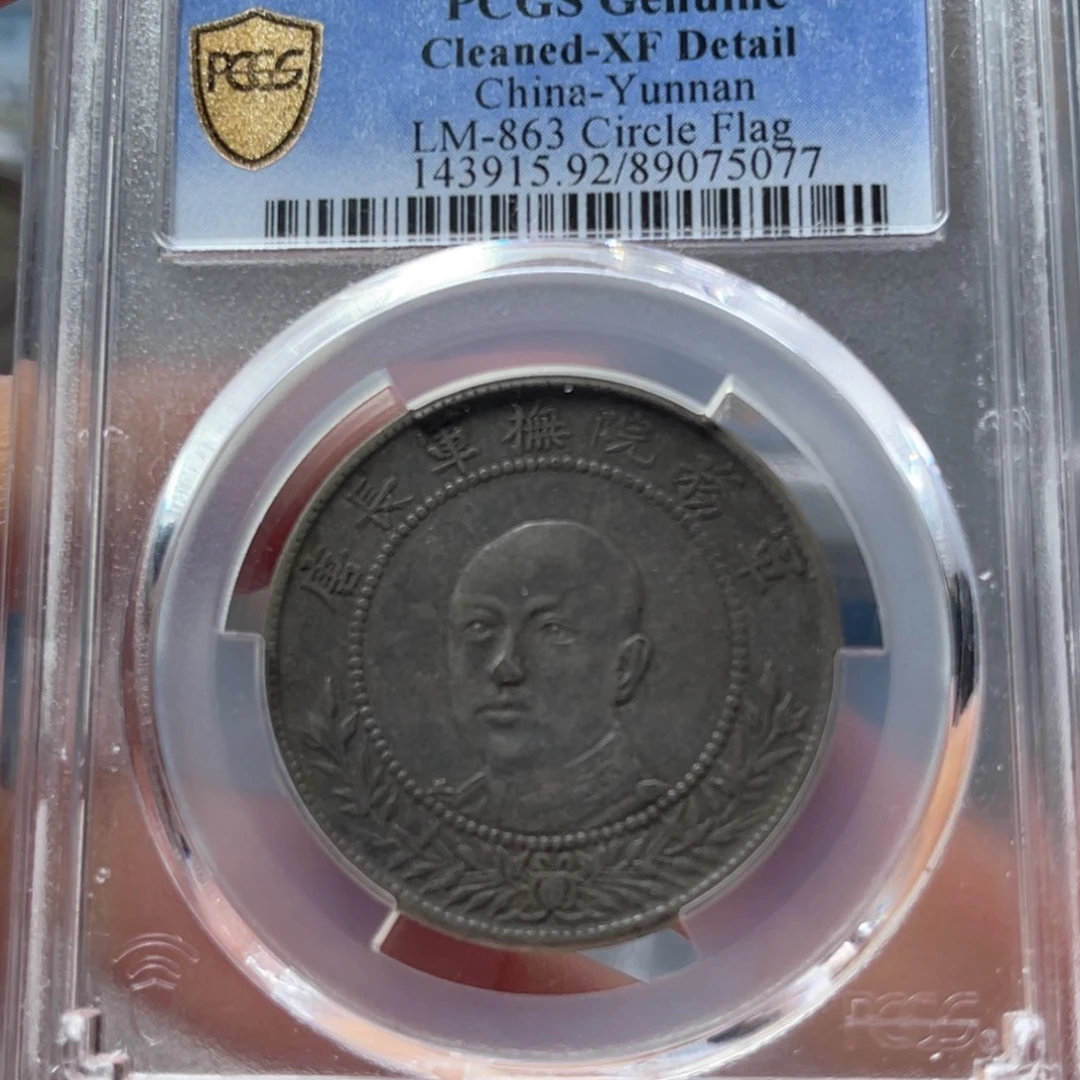 PCGS Genuine
PCGS
Cleaned-XF Detail
China-Yunnan
LM-863 Circle Flag
143915.92/89075077
軍務院撫軍長唐
PCGS